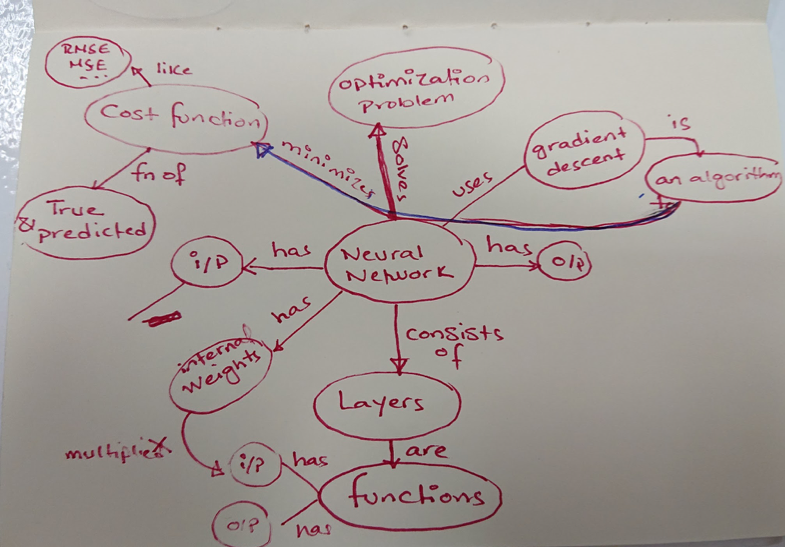 RMSE
MSE
...
like
Cost function
optimization
problem
minimizes
solves
uses
gradient
descent
is
an algorithm
to
fn of
True
& predicted
i/P
has
Neural
Network
has
O/P
has
internal
weights
consists
of
Layers
multiplies
are
i/P
has
functions
O/P
has